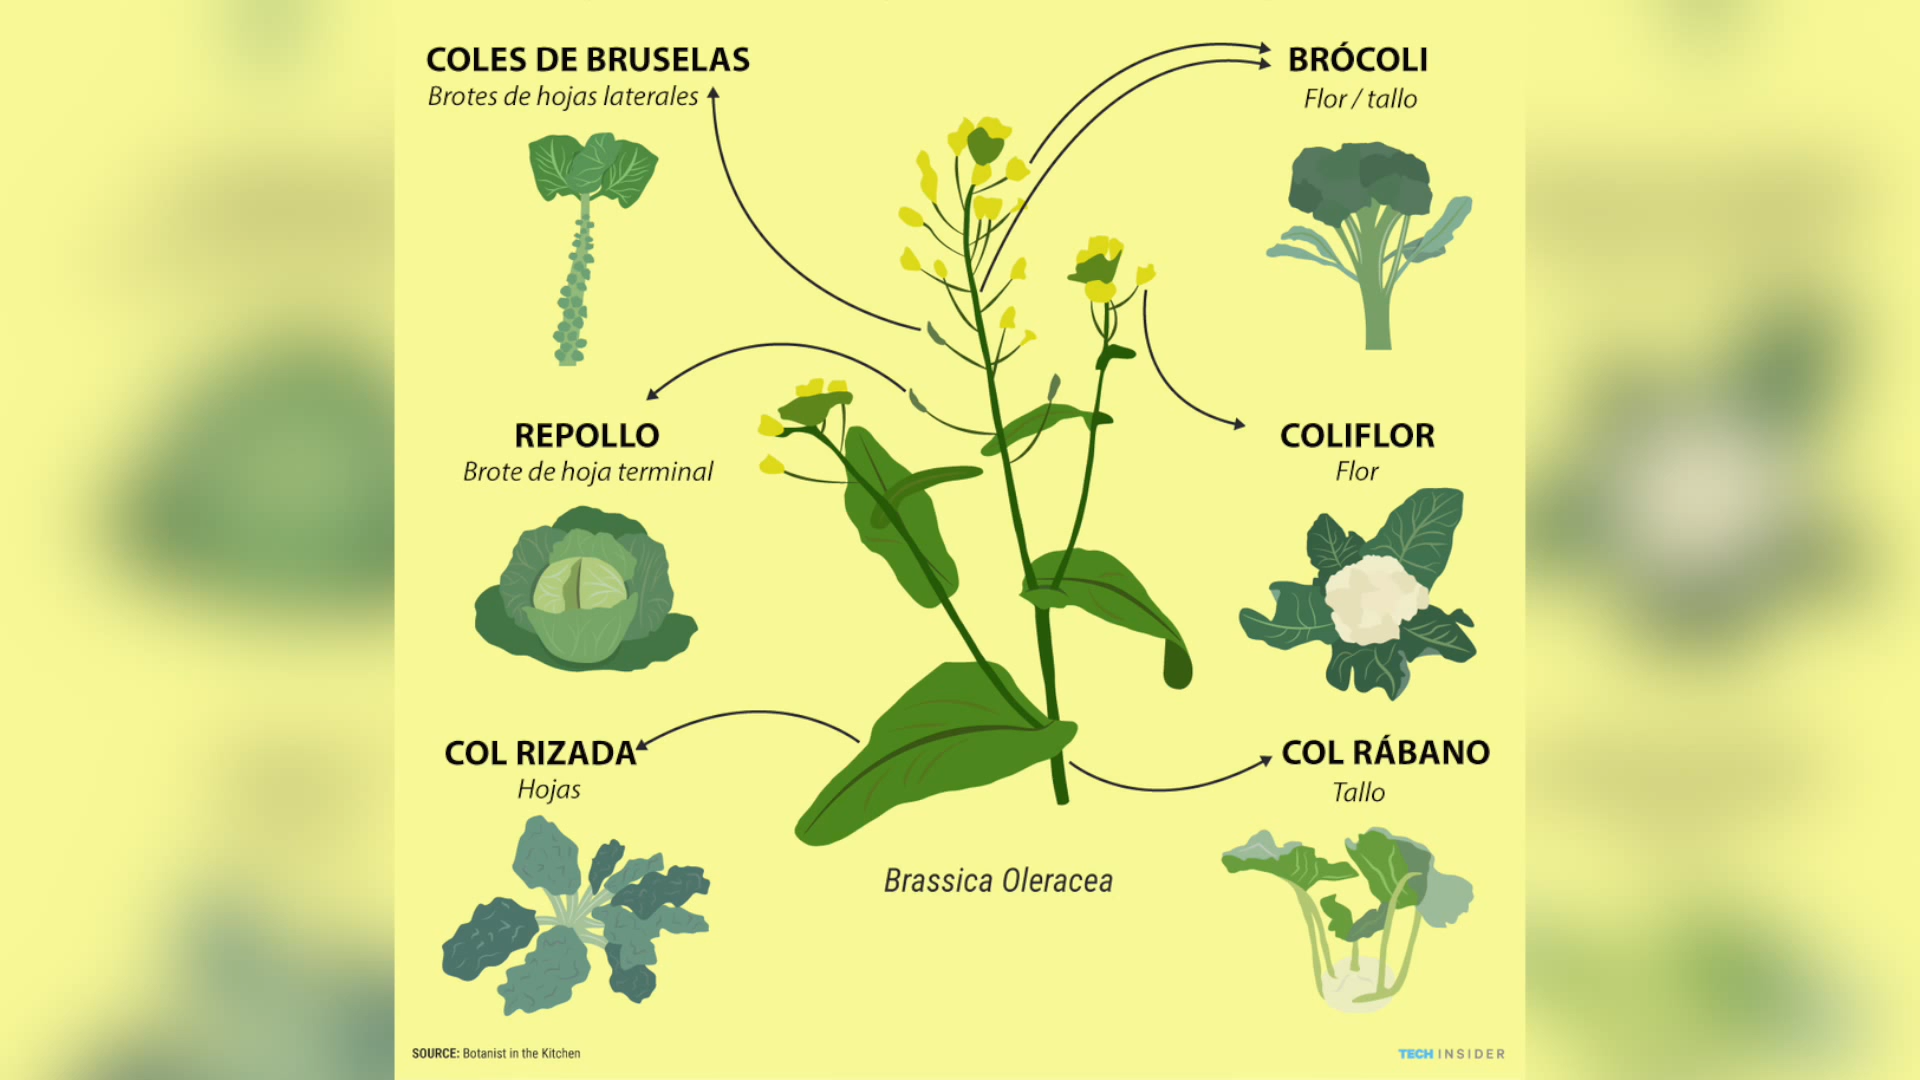 COLES DE BRUSELAS
Brotes de hojas laterales
BRÓCOLI
Flor / tallo
REPOLLO
Brote de hoja terminal
COLIFLOR
Flor
COL RIZADA
Hojas
COL RÁBANO
Tallo
Brassica Oleracea
SOURCE: Botanist in the Kitchen
TECH INSIDER